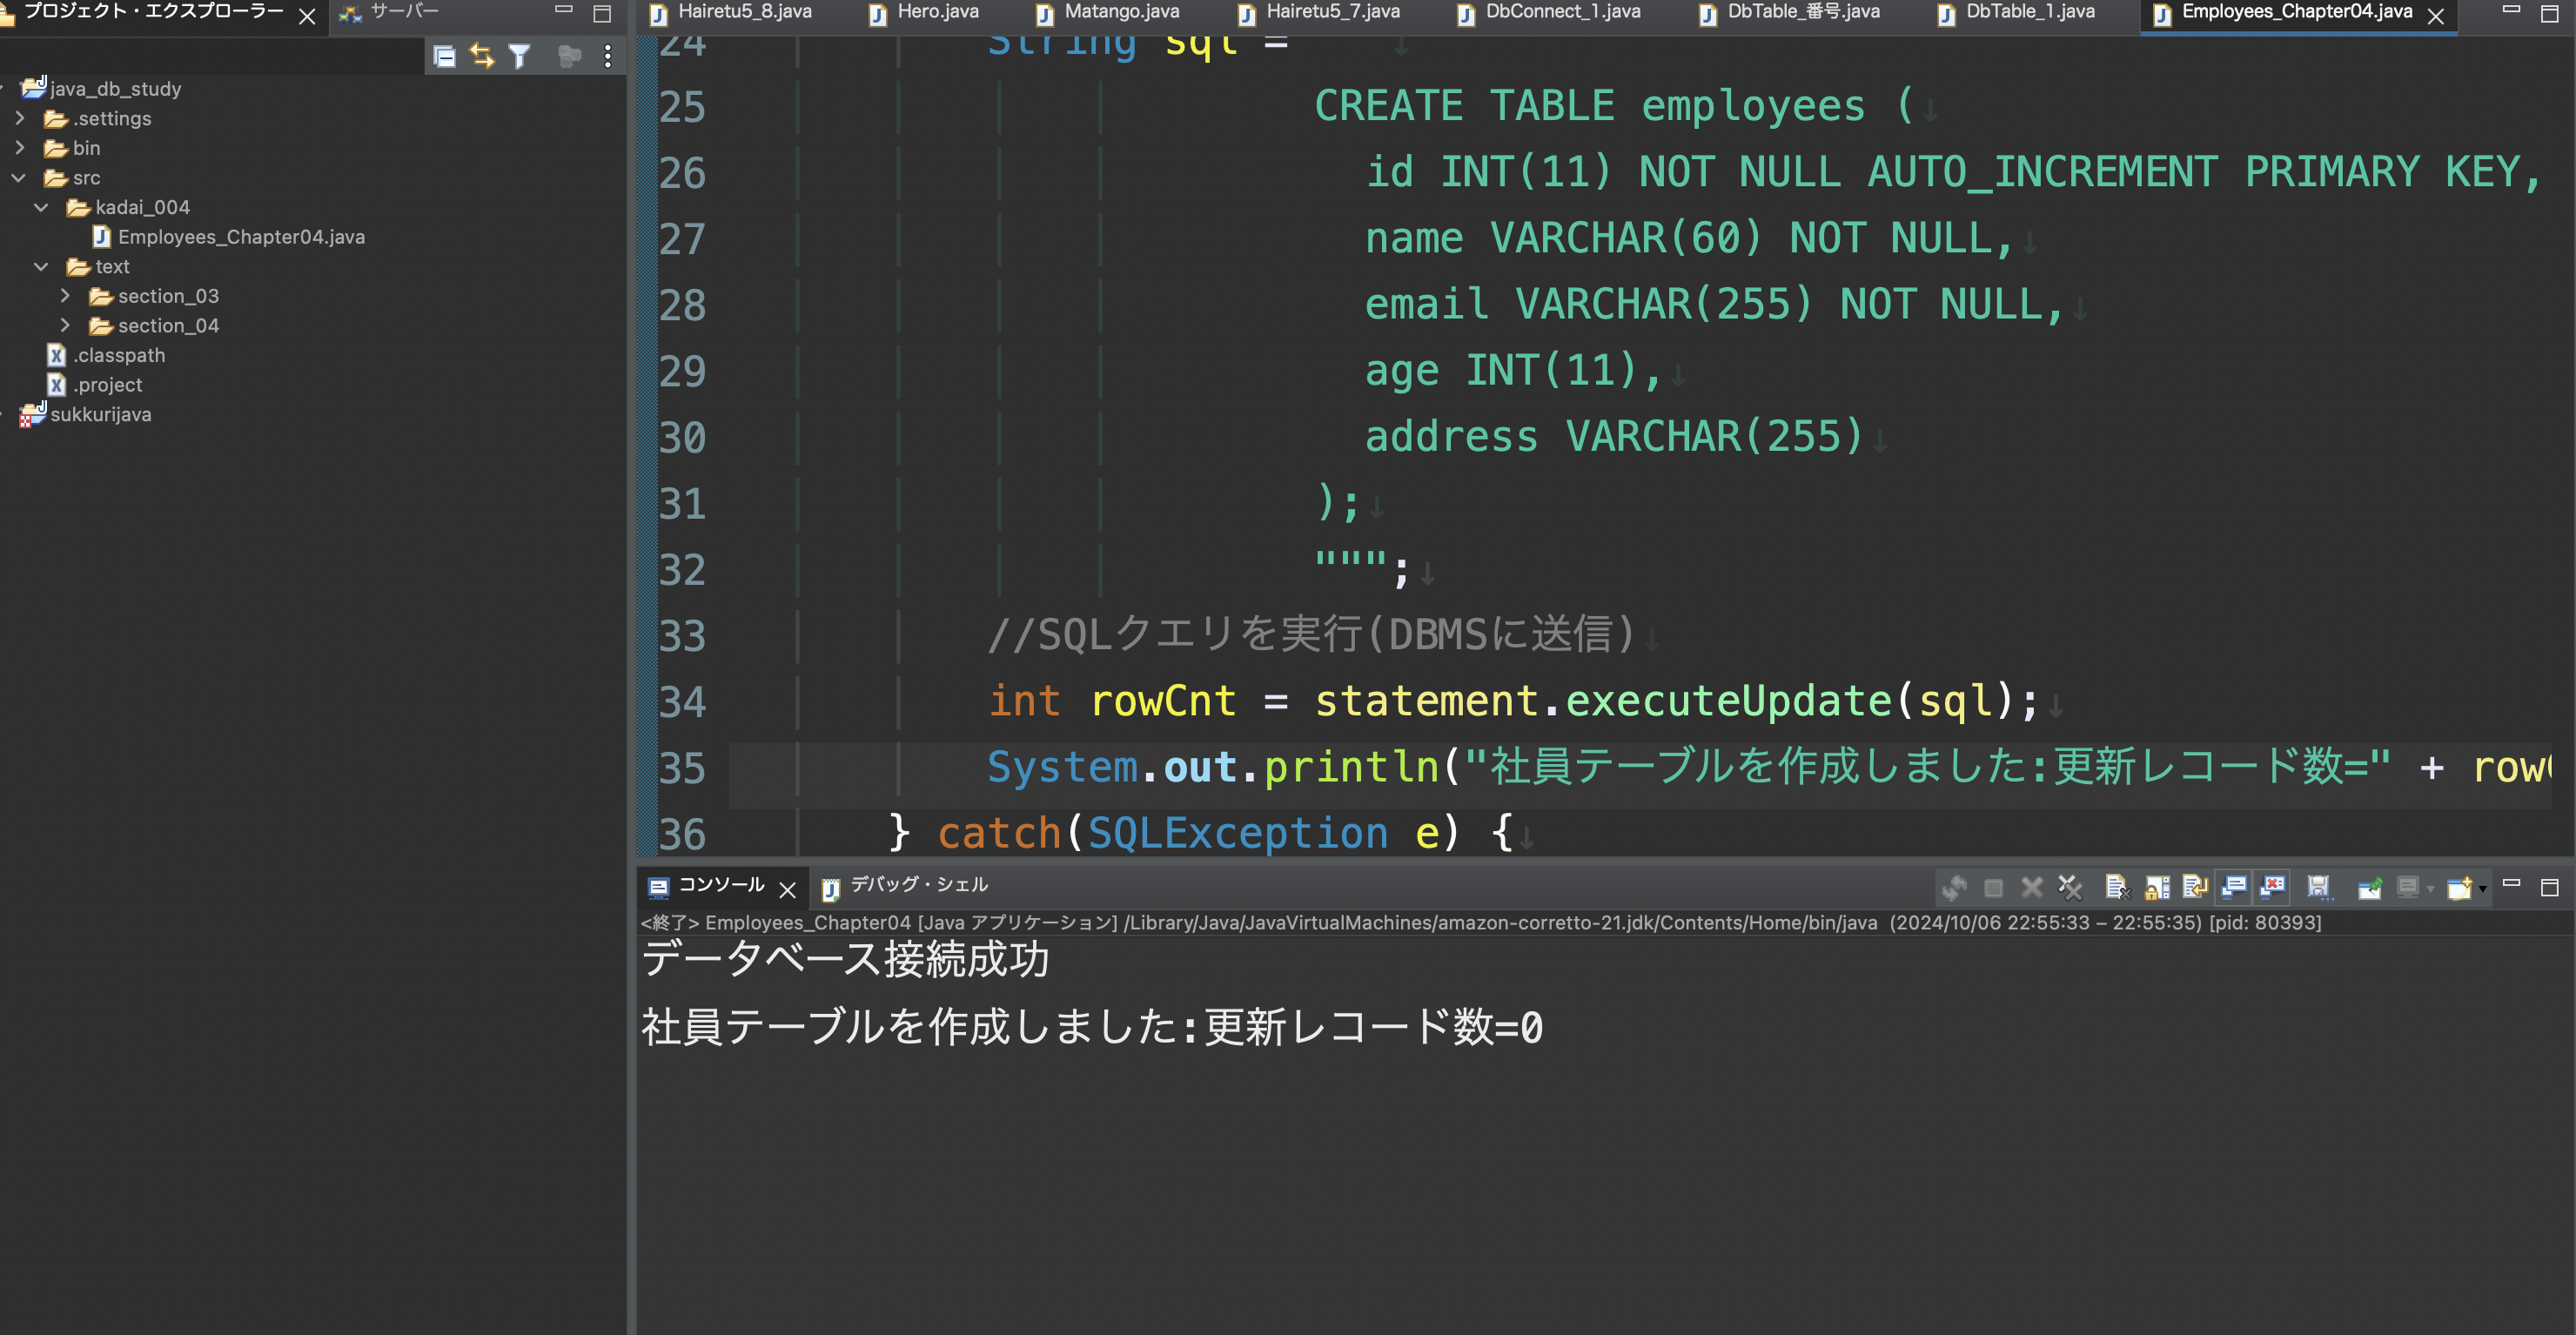 プロジェクト・エクスプローラー
サーバー
java_db_study
.settings
bin
src
kadai_004
Employees_Chapter04.java
text
section_03
section_04
.classpath
.project
sukkurijava
Hairetu5_8.java
Hero.java
Matango.java
Hairetu5_7.java
DbConnect_1.java
DbTable_番号.java
DbTable_1.java
Employees_Chapter04.java
24 String sql =
25 CREATE TABLE employees (
26 id INT(11) NOT NULL AUTO_INCREMENT PRIMARY KEY,
27 name VARCHAR(60) NOT NULL,
28 email VARCHAR(255) NOT NULL,
29 age INT(11),
30 address VARCHAR(255)
31 );
32 """;
33 //SQLクエリを実行(DBMSに送信)
34 int rowCnt = statement.executeUpdate(sql);
35 System.out.println("社員テーブルを作成しました:更新レコード数=" + row
36 } catch(SQLException e) {
コンソール
デバッグ・シェル
<終了> Employees_Chapter04 [Java アプリケーション] /Library/Java/JavaVirtualMachines/amazon-corretto-21.jdk/Contents/Home/bin/java (2024/10/06 22:55:33 – 22:55:35) [pid: 80393]
データベース接続成功
社員テーブルを作成しました:更新レコード数=0